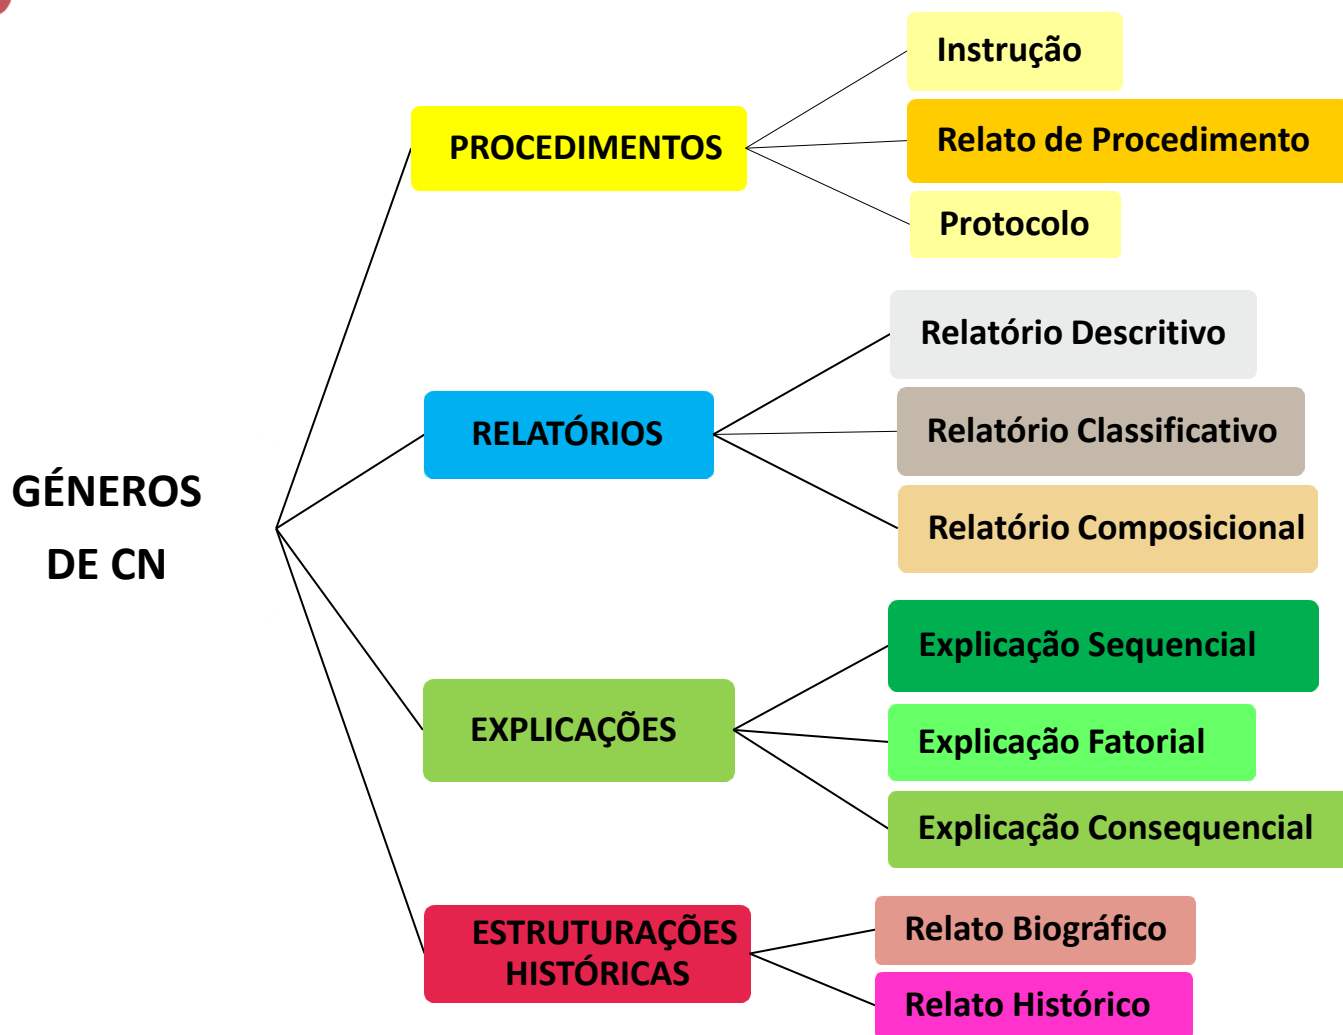 GÉNEROS
DE CN
PROCEDIMENTOS
Instrução
Relato de Procedimento
Protocolo
RELATÓRIOS
Relatório Descritivo
Relatório Classificativo
Relatório Composicional
EXPLICAÇÕES
Explicação Sequencial
Explicação Fatorial
Explicação Consequencial
ESTRUTURAÇÕES
HISTÓRICAS
Relato Biográfico
Relato Histórico